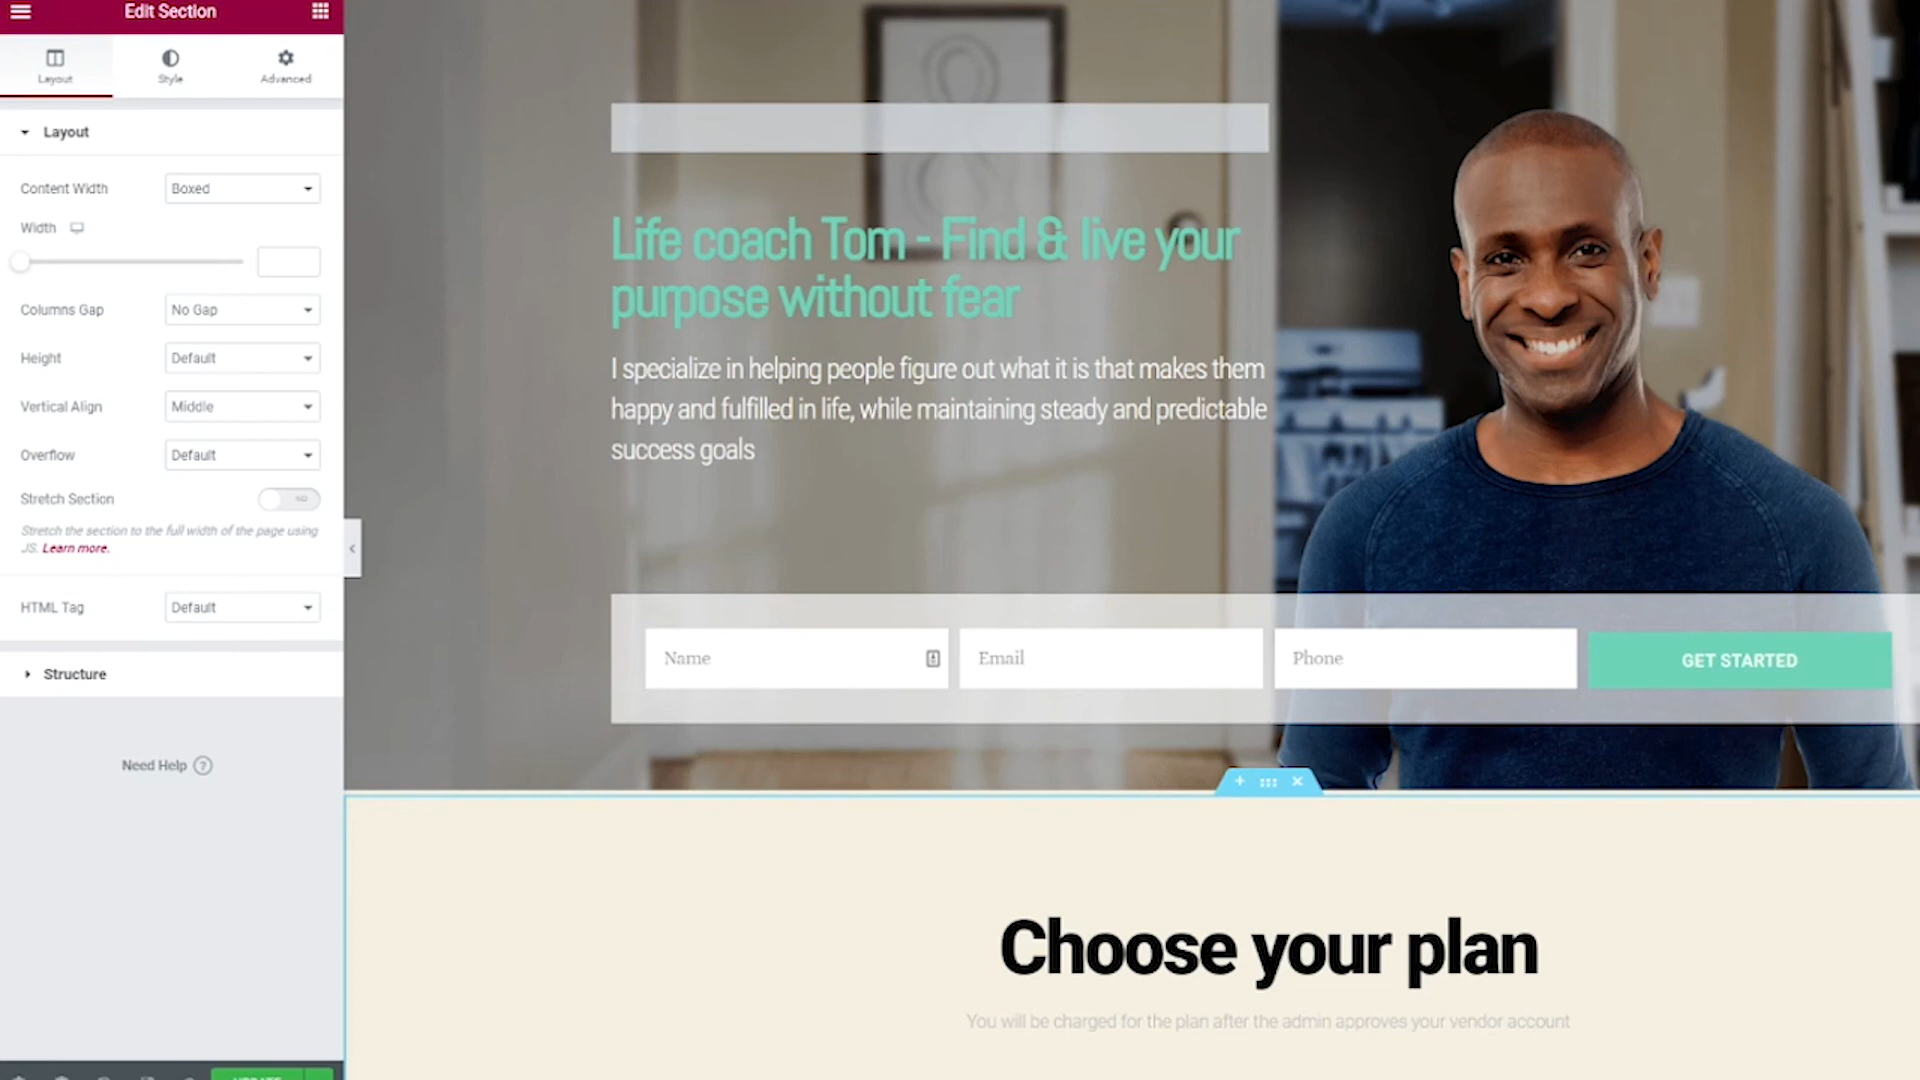 Edit Section
Layout
Style
Advanced
Layout
Content Width
Boxed
Width
Columns Gap
No Gap
Height
Default
Vertical Align
Middle
Overflow
Default
Stretch Section
NO
Stretch the section to the full width of the page using
JS. Learn more.
HTML Tag
Default
Structure
Need Help ?
UPDATE
Life coach Tom - Find & live your
purpose without fear
I specialize in helping people figure out what it is that makes them
happy and fulfilled in life, while maintaining steady and predictable
success goals
Name
Email
Phone
GET STARTED
Choose your plan
You will be charged for the plan after the admin approves your vendor account